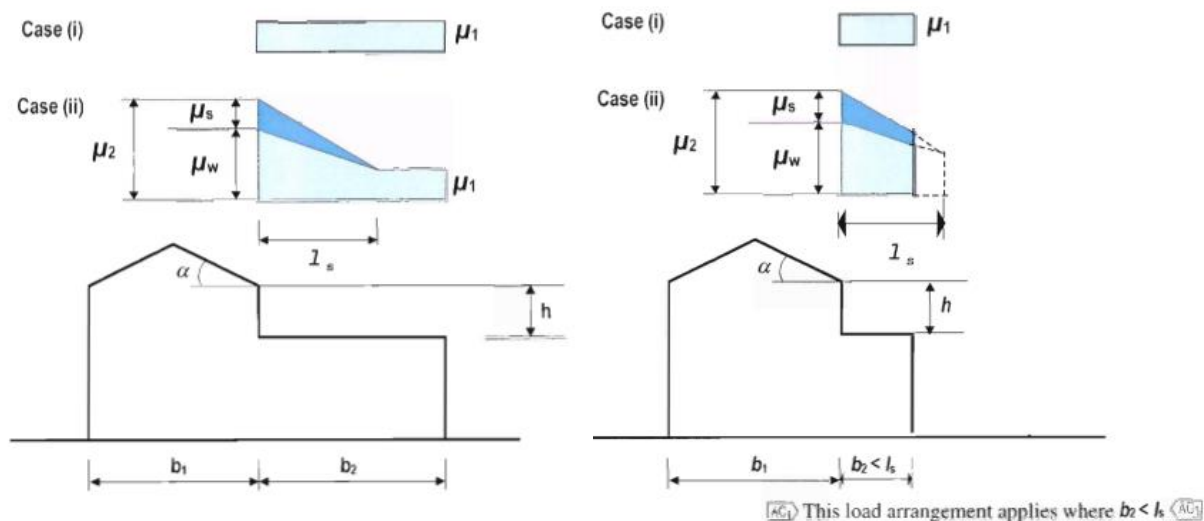 Case (i)
μ1
Case (ii)
μs
μ2
μw
μ1
ls
α
h
b1
b2
Case (i)
μ1
Case (ii)
μs
μ2
μw
ls
α
h
b1
b2 < ls
AC1 This load arrangement applies where b2 < ls AC1